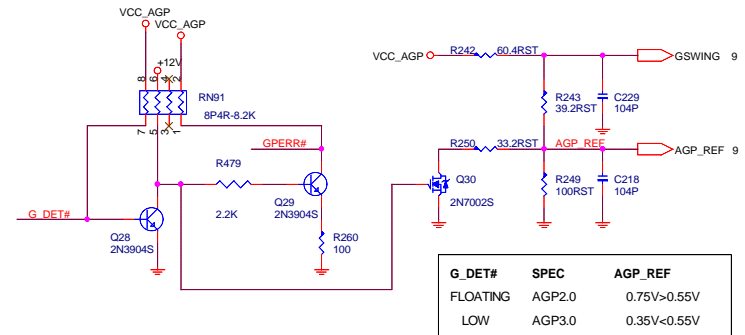 VCC_AGP
VCC_AGP
+12V
8 6 4 2
RN91
8P4R-8.2K
7 5 3 1
GPERR#
R479
2.2K
Q29
2N3904S
G_DET#
Q28
2N3904S
R260
100
VCC_AGP
R242
60.4RST
GSWING 9
R243
39.2RST
C229
104P
R250
33.2RST
AGP_REF
AGP_REF 9
Q30
2N7002S
R249
100RST
C218
104P
G_DET# SPEC AGP_REF
FLOATING AGP2.0 0.75V>0.55V
LOW AGP3.0 0.35V<0.55V